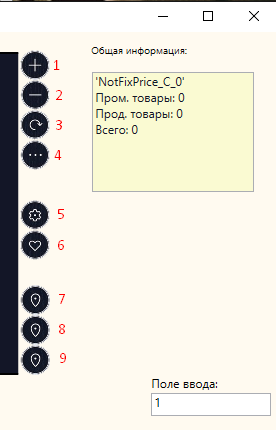 Общая информация:
'NotFixPrice_C_0'
Пром. товары: 0
Прод. товары: 0
Всего: 0
1
2
3
4
5
6
7
8
9
Поле ввода:
1